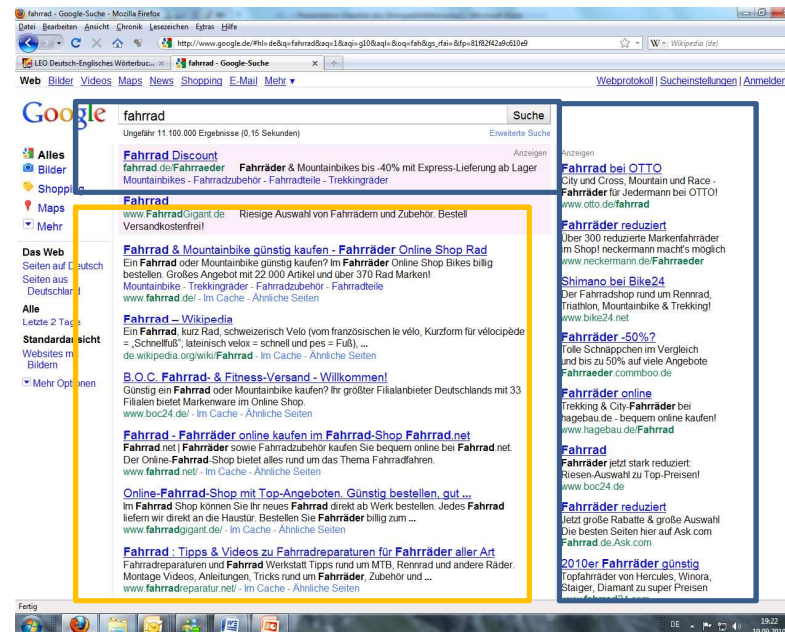 fahrrad - Google-Suche - Mozilla Firefox
Datei Bearbeiten Ansicht Chronik Lesezeichen Extras Hilfe
http://www.google.de/#hl=de&q=fahrrad&aq=1&aqi=g10&aql=&oq=fah&gs_rfai=&fp=81f82f42a9c610e9
Wikipedia (de)
LEO Deutsch-Englisches Wörterbuc...
fahrrad - Google-Suche
Web Bilder Videos Maps News Shopping E-Mail Mehr
Webprotokoll | Sucheinstellungen | Anmelden
Google
fahrrad
Suche
Ungefähr 11.100.000 Ergebnisse (0,15 Sekunden)
Erweiterte Suche
Alles
Bilder
Shopping
Maps
Mehr
Das Web
Seiten auf Deutsch
Seiten aus
Deutschland
Alle
Letzte 2 Tage
Standardansicht
Websites m
Bildern
Mehr Optionen
Anzeigen
Fahrrad Discount
fahrrad.de/Fahrraeder Fahrräder & Mountainbikes bis -40% mit Express-Lieferung ab Lager
Mountainbikes - Fahrradzubehör - Fahrradteile - Trekkingräder
Fahrrad
www.FahrradGigant.de Riesige Auswahl von Fahrrädern und Zubehör. Bestell
Versandkostenfrei!
Fahrrad & Mountainbike günstig kaufen - Fahrräder Online Shop Rad
Ein Fahrrad oder Mountainbike günstig kaufen? Im Fahrräder Online Shop Bikes billig
bestellen. Großes Angebot mit 22.000 Artikel und über 370 Rad Marken!
Mountainbike - Trekkingräder - Fahrradzubehör - Fahrradteile
www.fahrrad.de/ - Im Cache - Ähnliche Seiten
Fahrrad – Wikipedia
Ein Fahrrad, kurz Rad, schweizerisch Velo (vom französischen le vélo, Kurzform für vélocipède
= „Schnellfuß“; lateinisch velox = schnell und pes = Fuß), ...
de.wikipedia.org/wiki/Fahrrad - Im Cache - Ähnliche Seiten
B.O.C. Fahrrad- & Fitness-Versand - Willkommen!
Günstig ein Fahrrad oder Mountainbike kaufen? Ihr größter Filialanbieter Deutschlands mit 33
Filialen bietet Markenware im Online Shop.
www.boc24.de/ - Im Cache - Ähnliche Seiten
Fahrrad - Fahrräder online kaufen im Fahrrad-Shop Fahrrad.net
Fahrrad.net | Fahrräder sowie Fahrradzubehör kaufen Sie bequem online bei Fahrrad.net.
Der Online-Fahrrad-Shop bietet alles rund um das Thema Fahrradfahren.
www.fahrrad.net/ - Im Cache - Ähnliche Seiten
Online-Fahrrad-Shop mit Top-Angeboten. Günstig bestellen, gut ...
Im Fahrrad Shop können Sie Ihr neues Fahrrad direkt ab Werk bestellen. Jedes Fahrrad
liefern wir direkt an die Haustür. Bestellen Sie Fahrräder billig zum ...
www.fahrradgigant.de/ - Im Cache - Ähnliche Seiten
Fahrrad : Tipps & Videos zu Fahrradreparaturen für Fahrräder aller Art
Fahrradreparaturen und Fahrrad Werkstatt Tipps rund um MTB, Rennrad und andere Räder.
Montage Videos, Anleitungen, Tricks rund um Fahrräder, Zubehör und ...
www.fahrradreparatur.net/ - Im Cache - Ähnliche Seiten
Anzeigen
Fahrrad bei OTTO
City und Cross, Mountain und Race -
Fahrräder für Jedermann bei OTTO!
www.otto.de/fahrrad
Fahrräder reduziert
Über 300 reduzierte Markenfahrräder
im Shop! neckermann macht's möglich
www.neckermann.de/Fahrraeder
Shimano bei Bike24
Der Fahrradshop rund um Rennrad,
Triathlon, Mountainbike & Trekking!
www.bike24.net
Fahrräder -50%?
Tolle Schnäppchen im Vergleich
und bis zu 50% auf viele Angebote
Fahrraeder.commboo.de
Fahrräder online
Trekking & City-Fahrräder bei
hagebau.de - bequem online kaufen!
www.hagebau.de/Fahrrad
Fahrrad
Fahrräder jetzt stark reduziert:
Riesen-Auswahl zu Top-Preisen!
www.boc24.de
Fahrräder reduziert
Jetzt große Rabatte & große Auswahl
Die besten Seiten hier auf Ask.com
Fahrrad.de.Ask.com
2010er Fahrräder günstig
Topfahrräder von Hercules, Winora,
Staiger, Diamant zu super Preisen
Fertig
DE
19:22
19.09.2010